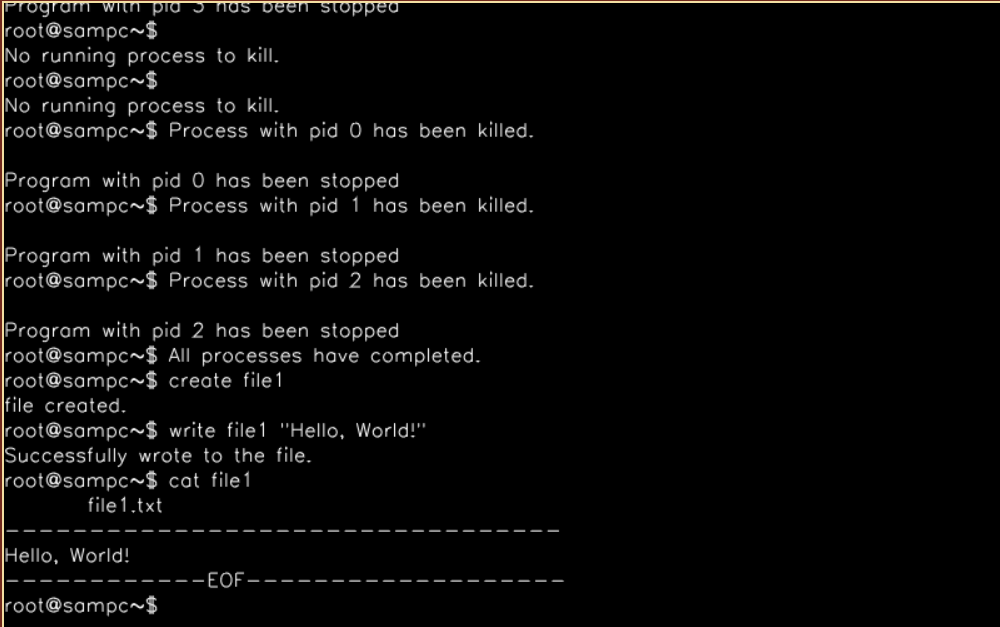 Program with pid 3 has been stopped
root@sampc~$
No running process to kill.
root@sampc~$
No running process to kill.
root@sampc~$ Process with pid 0 has been killed.
Program with pid 0 has been stopped
root@sampc~$ Process with pid 1 has been killed.
Program with pid 1 has been stopped
root@sampc~$ Process with pid 2 has been killed.
Program with pid 2 has been stopped
root@sampc~$ All processes have completed.
root@sampc~$ create file1
file created.
root@sampc~$ write file1 "Hello, World!"
Successfully wrote to the file.
root@sampc~$ cat file1
file1.txt
----------------------------------
Hello, World!
------------EOF-------------------
root@sampc~$